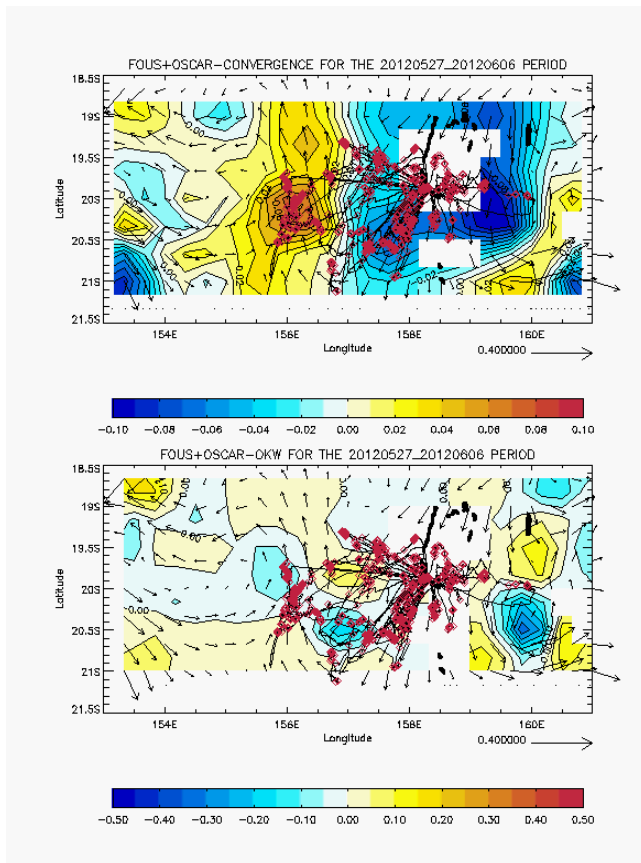 FOUS+OSCAR-CONVERGENCE FOR THE 20120527_20120606 PERIOD
18.5S
19S
19.5S
20S
20.5S
21S
21.5S
Latitude
154E 156E 158E 160E
Longitude
0.400000
-0.10 -0.08 -0.06 -0.04 -0.02 0.00 0.02 0.04 0.06 0.08 0.10
FOUS+OSCAR-OKW FOR THE 20120527_20120606 PERIOD
18.5S
19S
19.5S
20S
20.5S
21S
21.5S
Latitude
154E 156E 158E 160E
Longitude
0.400000
-0.50 -0.40 -0.30 -0.20 -0.10 0.00 0.10 0.20 0.30 0.40 0.50